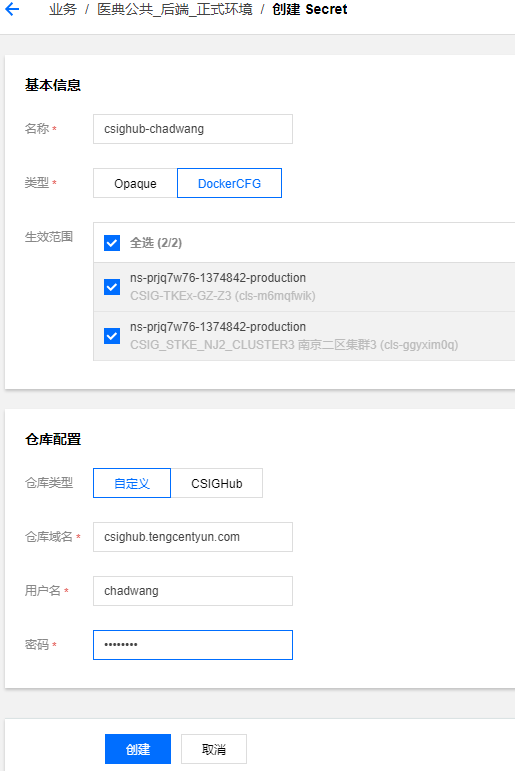 业务 / 医典公共_后端_正式环境 / 创建 Secret
基本信息
名称 * csighub-chadwang
类型 * Opaque DockerCFG
生效范围 全选 (2/2)
ns-prjq7w76-1374842-production
CSIG-TKEx-GZ-Z3 (cls-m6mqfwik)
ns-prjq7w76-1374842-production
CSIG_STKE_NJ2_CLUSTER3 南京二区集群3 (cls-ggyxim0q)
仓库配置
仓库类型 自定义 CSIGHub
仓库域名 * csighub.tengcentyun.com
用户名 * chadwang
密码 * ••••••••
创建 取消